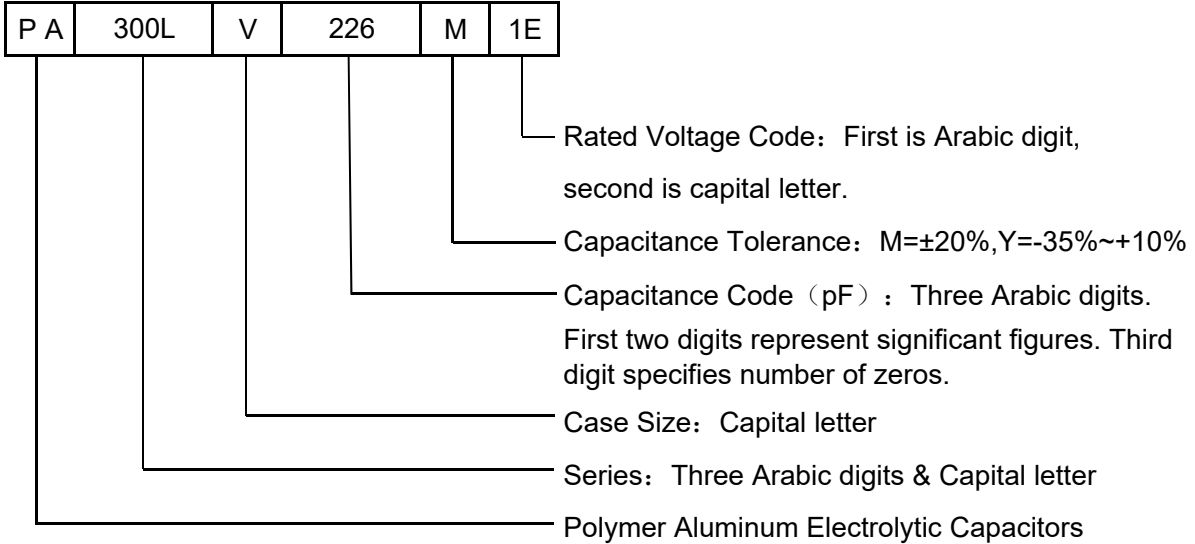 P A 300L V 226 M 1E
Rated Voltage Code：First is Arabic digit,
second is capital letter.
Capacitance Tolerance：M=±20%,Y=-35%~+10%
Capacitance Code（pF）：Three Arabic digits.
First two digits represent significant figures. Third
digit specifies number of zeros.
Case Size：Capital letter
Series：Three Arabic digits & Capital letter
Polymer Aluminum Electrolytic Capacitors